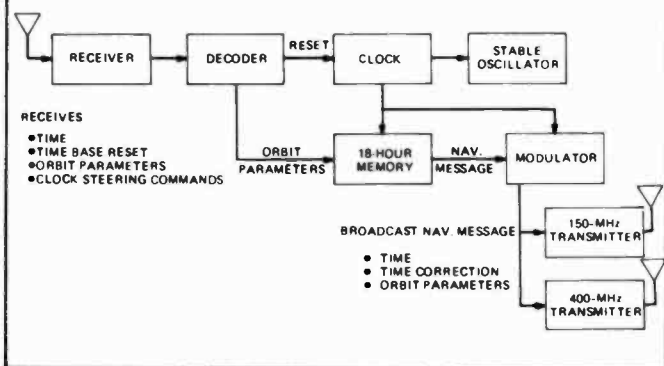 RESET
RECEIVER
DECODER
CLOCK
STABLE
OSCILLATOR
RECEIVES
●TIME
●TIME BASE RESET
●ORBIT PARAMETERS
●CLOCK STEERING COMMANDS
ORBIT
PARAMETERS
18-HOUR
MEMORY
NAV.
MESSAGE
MODULATOR
BROADCAST NAV. MESSAGE
● TIME
● TIME CORRECTION
● ORBIT PARAMETERS
150-MHz
TRANSMITTER
400-MHz
TRANSMITTER